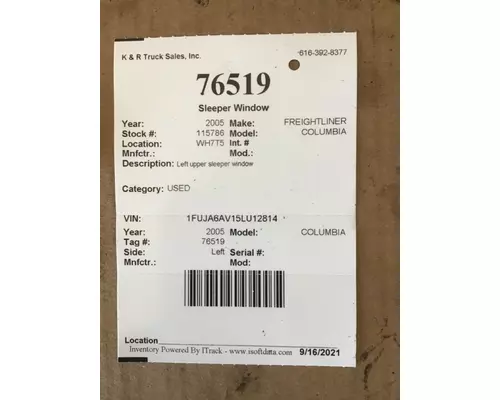 K & R Truck Sales, Inc. 616-392-8377
76519
Sleeper Window
Year: 2005 Make: FREIGHTLINER
Stock #: 115786 Model: COLUMBIA
Location: WH7T5 Int. #
Mnfctr.: Mod.:
Description: Left upper sleeper window
Category: USED
VIN: 1FUJA6AV15LU12814
Year: 2005 Model: COLUMBIA
Tag #: 76519
Side: Left Serial #:
Mnfctr.: Mod:
Location
Inventory Powered By ITrack - www.isoftdata.com 9/16/2021